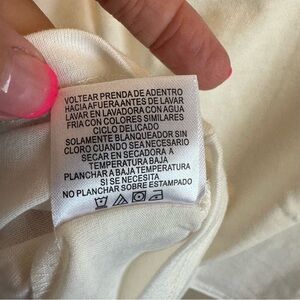 VOLTEAR PRENDA DE ADENTRO
HACIA AFUERA ANTES DE LAVAR
LAVAR EN LAVADORA CON AGUA
FRIA CON COLORES SIMILARES
CICLO DELICADO
SOLAMENTE BLANQUEADOR SIN
CLORO CUANDO SEA NECESARIO
SECAR EN SECADORA A
TEMPERATURA BAJA
PLANCHAR A BAJA TEMPERATURA
SI SE NECESITA
NO PLANCHAR SOBRE ESTAMPADO